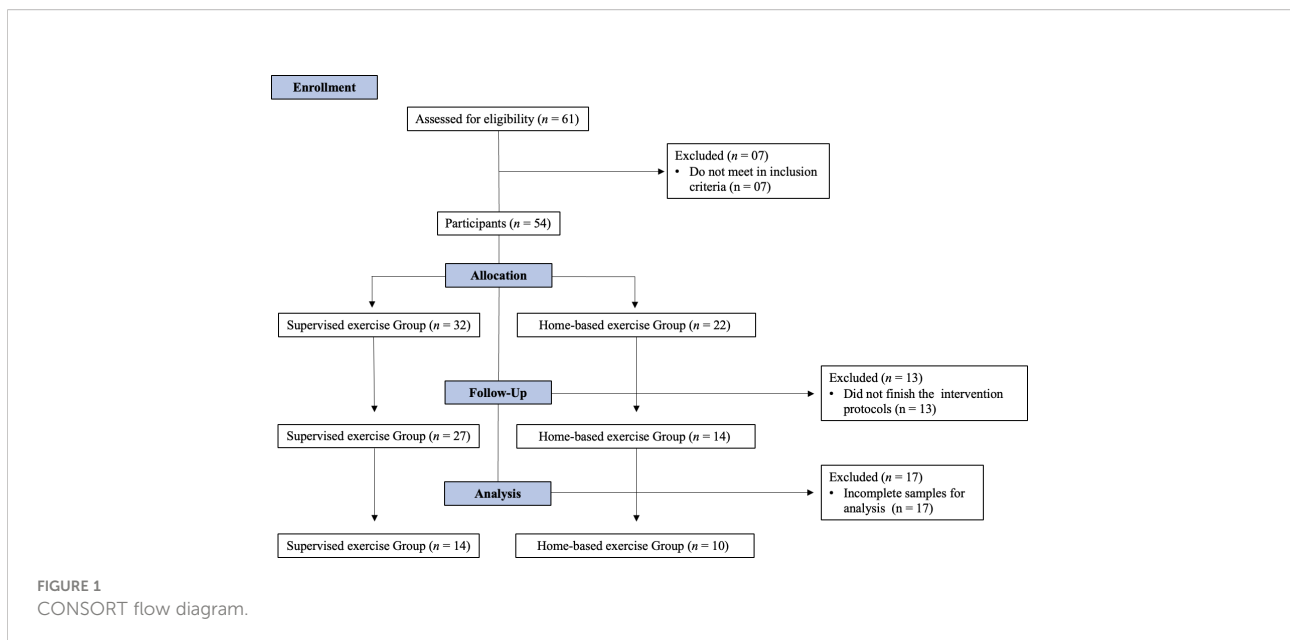 Enrollment
Assessed for eligibility (n = 61)
Excluded (n = 07)
• Do not meet in inclusion
criteria (n = 07)
Participants (n = 54)
Allocation
Supervised exercise Group (n = 32)
Home-based exercise Group (n = 22)
Excluded (n = 13)
• Did not finish the intervention
protocols (n = 13)
Follow-Up
Supervised exercise Group (n = 27)
Home-based exercise Group (n = 14)
Excluded (n = 17)
• Incomplete samples for
analysis (n = 17)
Analysis
Supervised exercise Group (n = 14)
Home-based exercise Group (n = 10)
FIGURE 1
CONSORT flow diagram.